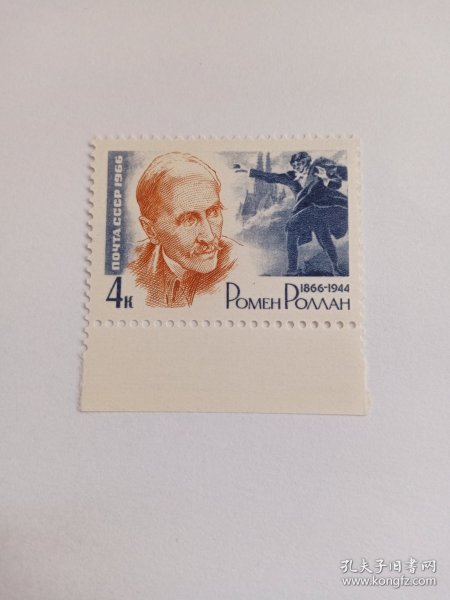 ПОЧТА СССР 1966
4к
1866-1944
РОМЕН РОЛЛАН
孔夫子旧书网
www.kongfz.com